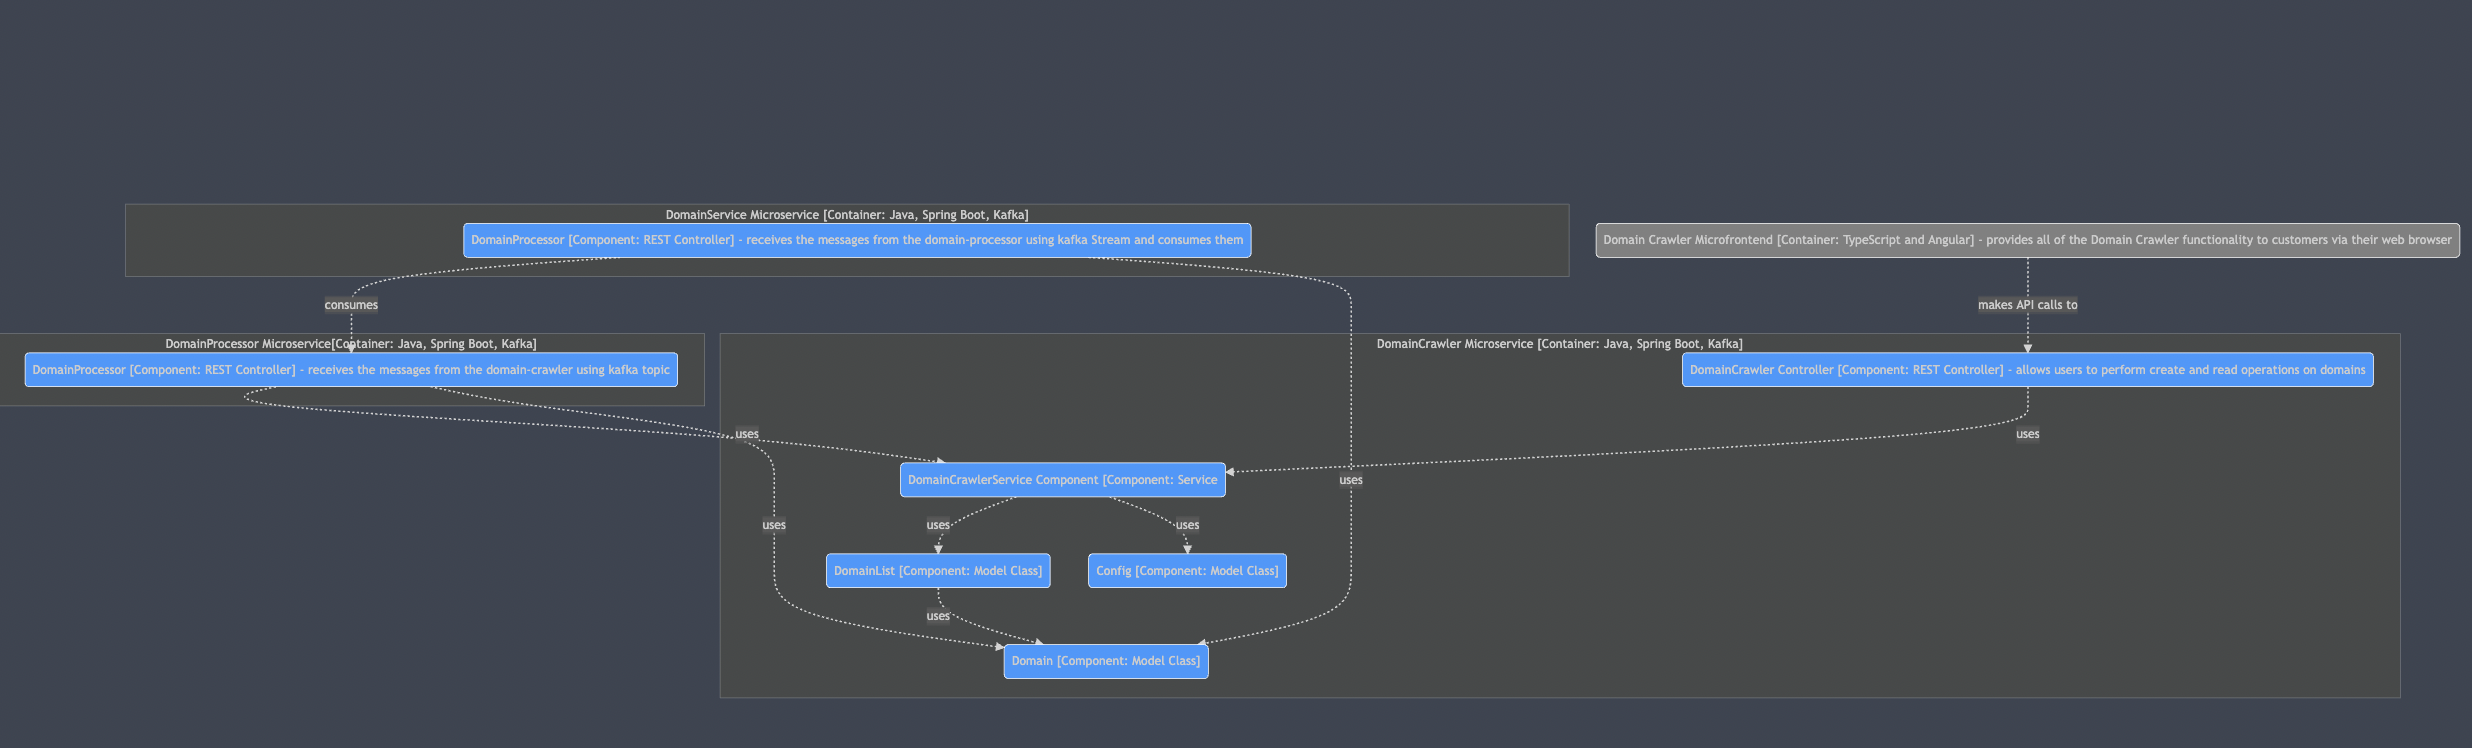 DomainService Microservice [Container: Java, Spring Boot, Kafka]
DomainProcessor [Component: REST Controller] - receives the messages from the domain-processor using kafka Stream and consumes them
Domain Crawler Microfrontend [Container: TypeScript and Angular] - provides all of the Domain Crawler functionality to customers via their web browser
consumes
makes API calls to
DomainProcessor Microservice[Container: Java, Spring Boot, Kafka]
DomainCrawler Microservice [Container: Java, Spring Boot, Kafka]
DomainProcessor [Component: REST Controller] - receives the messages from the domain-crawler using kafka topic
DomainCrawler Controller [Component: REST Controller] - allows users to perform create and read operations on domains
uses
uses
DomainCrawlerService Component [Component: Service
uses
uses
uses
uses
DomainList [Component: Model Class]
Config [Component: Model Class]
uses
Domain [Component: Model Class]